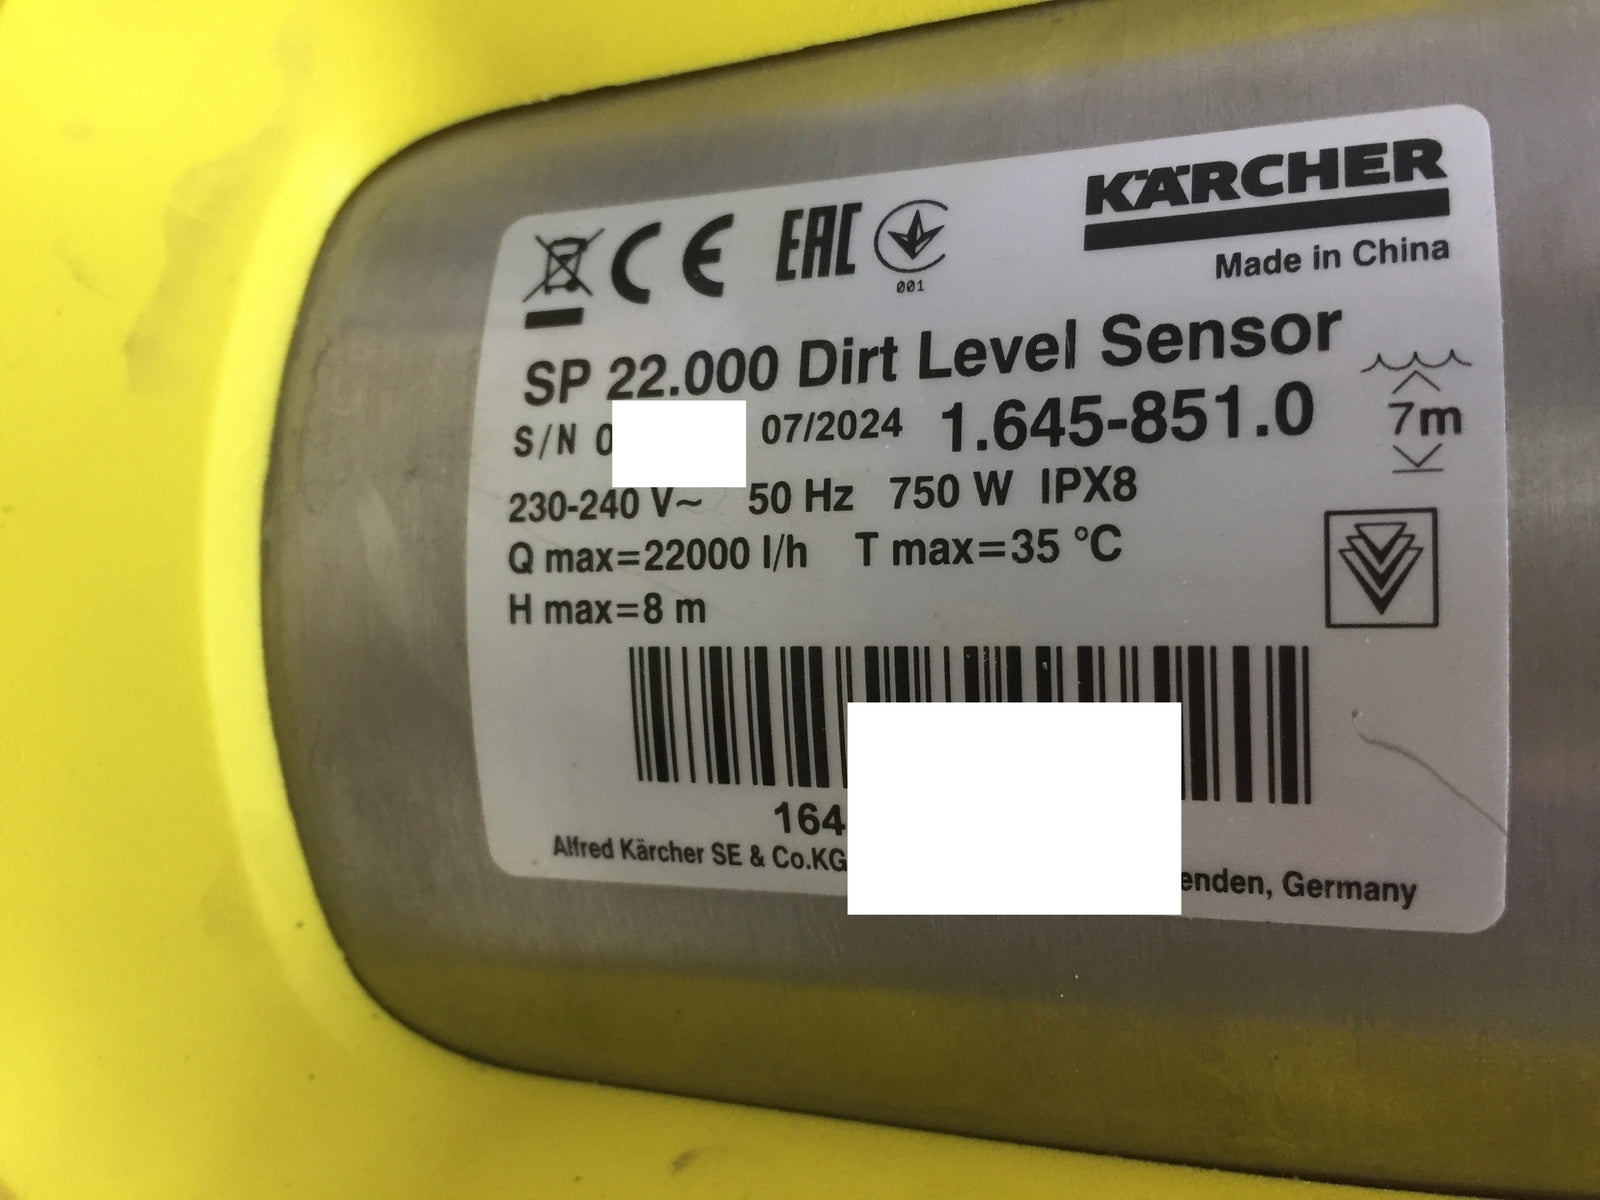 CE EAC
001
KÄRCHER
Made in China
SP 22.000 Dirt Level Sensor
S/N 0 07/2024 1.645-851.0
7m
230-240 V~ 50 Hz 750 W IPX8
Q max=22000 l/h T max=35 °C
H max=8 m
164
Alfred Kärcher SE & Co.KG enden, Germany